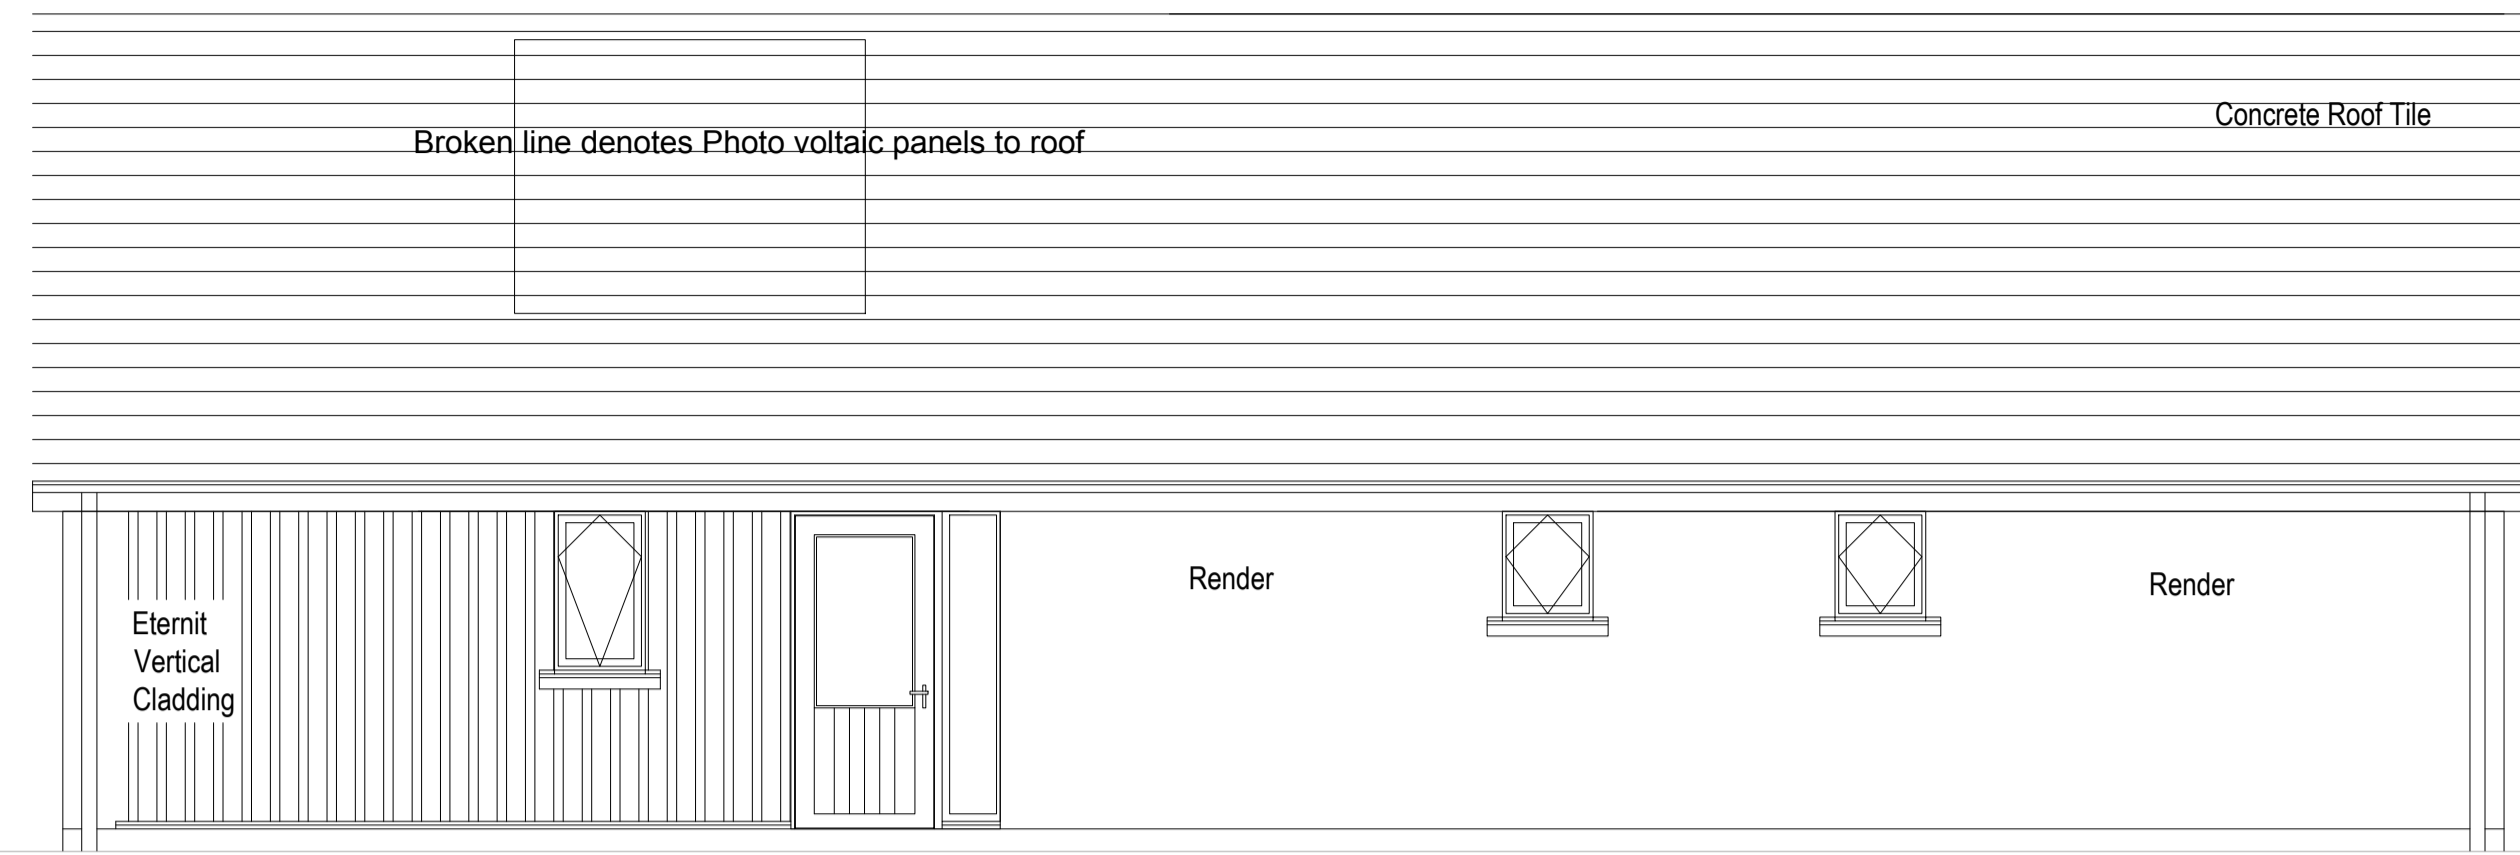 Concrete Roof Tile
Broken line denotes Photo voltaic panels to roof
Render
Render
Eternit
Vertical
Cladding